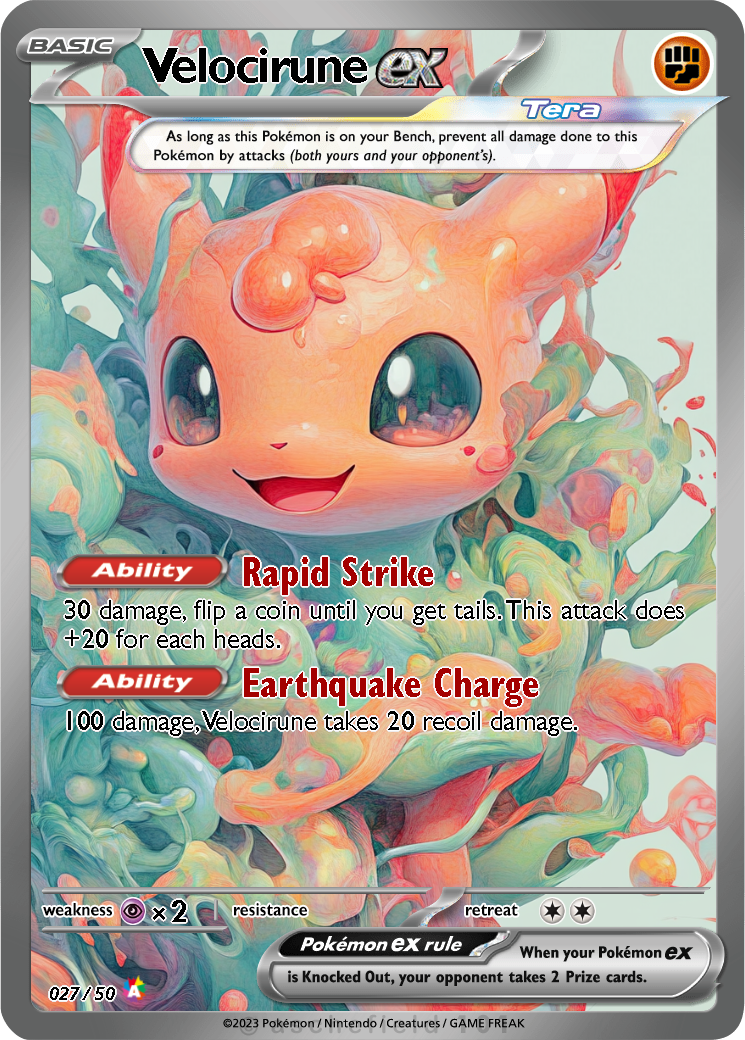 BASIC
Velocirune ex
Tera
As long as this Pokémon is on your Bench, prevent all damage done to this
Pokémon by attacks (both yours and your opponent's).
Ability Rapid Strike
30 damage, flip a coin until you get tails. This attack does
+20 for each heads.
Ability Earthquake Charge
100 damage, Velocirune takes 20 recoil damage.
weakness ×2 resistance retreat
Pokémon ex rule When your Pokémon ex
is Knocked Out, your opponent takes 2 Prize cards.
027 / 50 A
©2023 Pokémon / Nintendo / Creatures / GAME FREAK